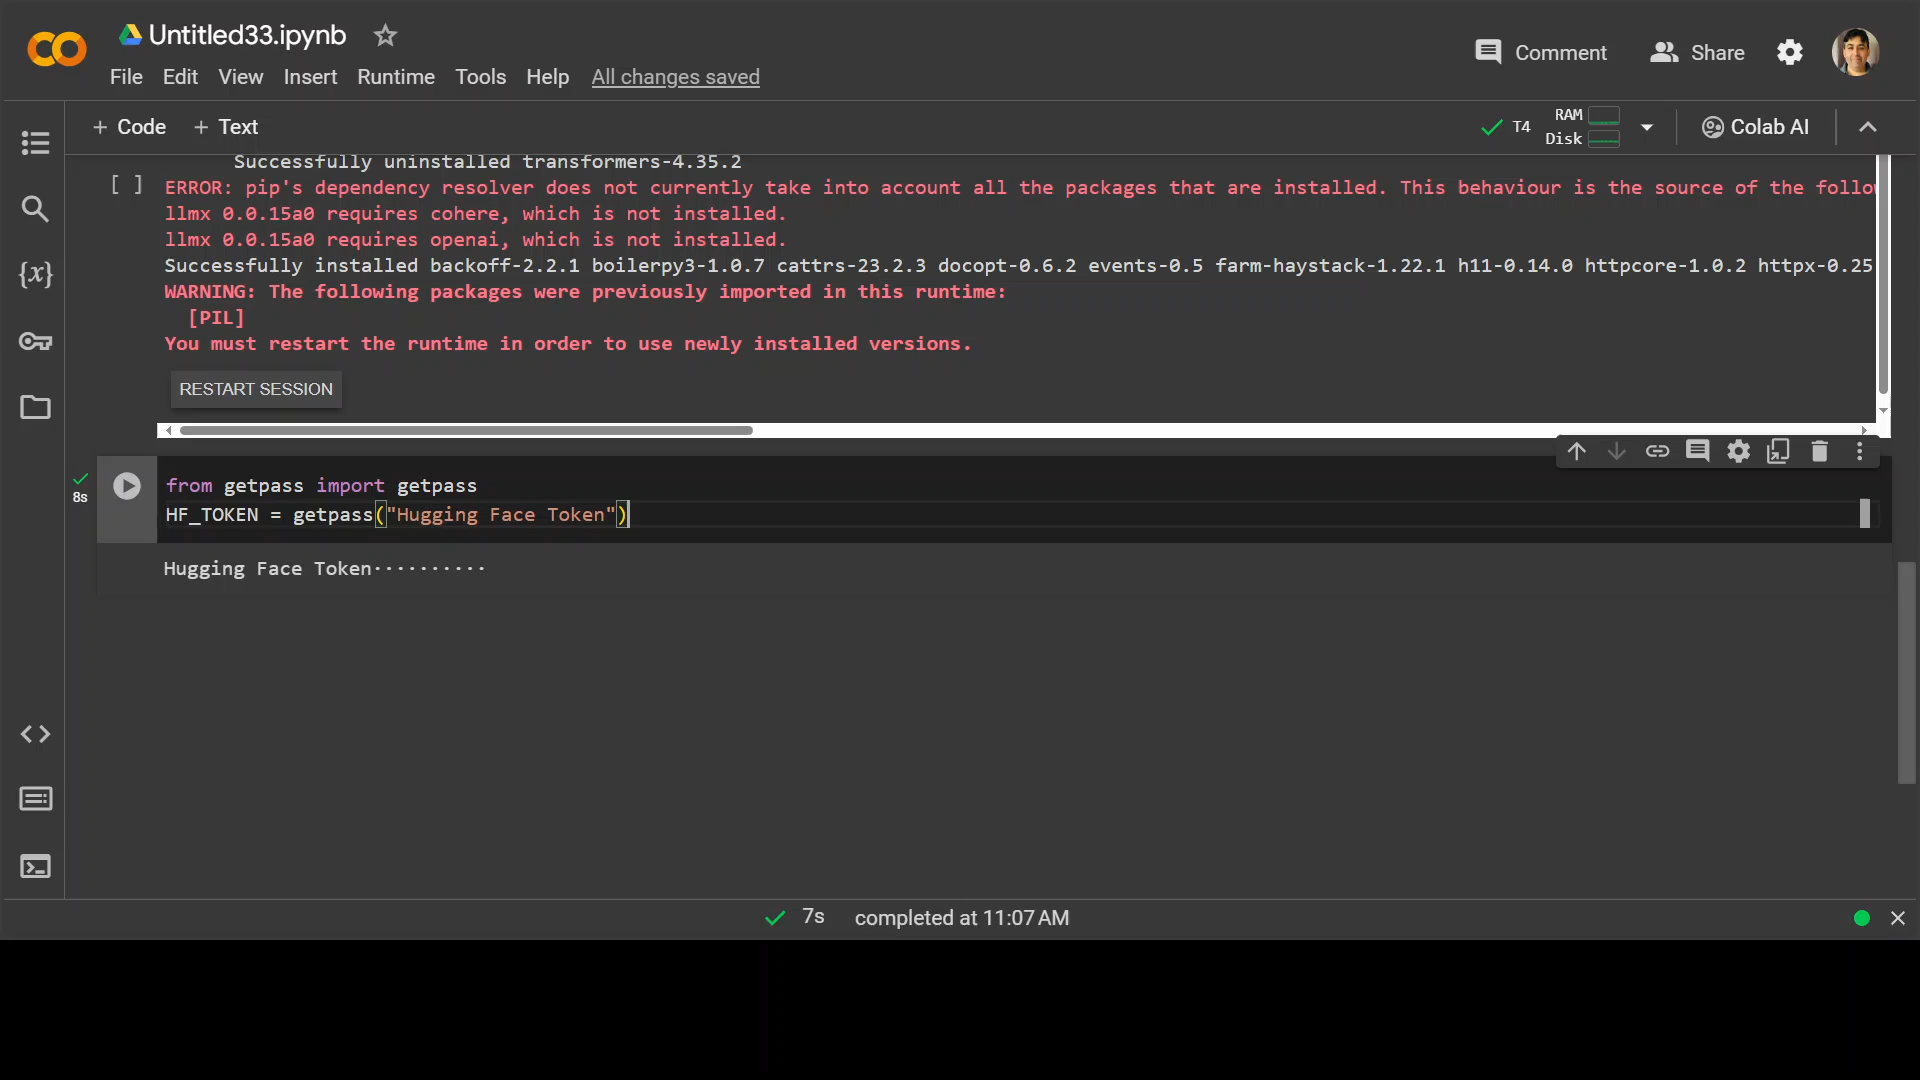 Untitled33.ipynb
File Edit View Insert Runtime Tools Help All changes saved
Comment Share
+ Code + Text
T4 RAM Disk Colab AI
Successfully uninstalled transformers-4.35.2
[ ] ERROR: pip's dependency resolver does not currently take into account all the packages that are installed. This behaviour is the source of the follo
llmx 0.0.15a0 requires cohere, which is not installed.
llmx 0.0.15a0 requires openai, which is not installed.
Successfully installed backoff-2.2.1 boilerpy3-1.0.7 cattrs-23.2.3 docopt-0.6.2 events-0.5 farm-haystack-1.22.1 h11-0.14.0 httpcore-1.0.2 httpx-0.25
WARNING: The following packages were previously imported in this runtime:
[PIL]
You must restart the runtime in order to use newly installed versions.
RESTART SESSION
8s
from getpass import getpass
HF_TOKEN = getpass("Hugging Face Token")
Hugging Face Token··········
7s completed at 11:07 AM